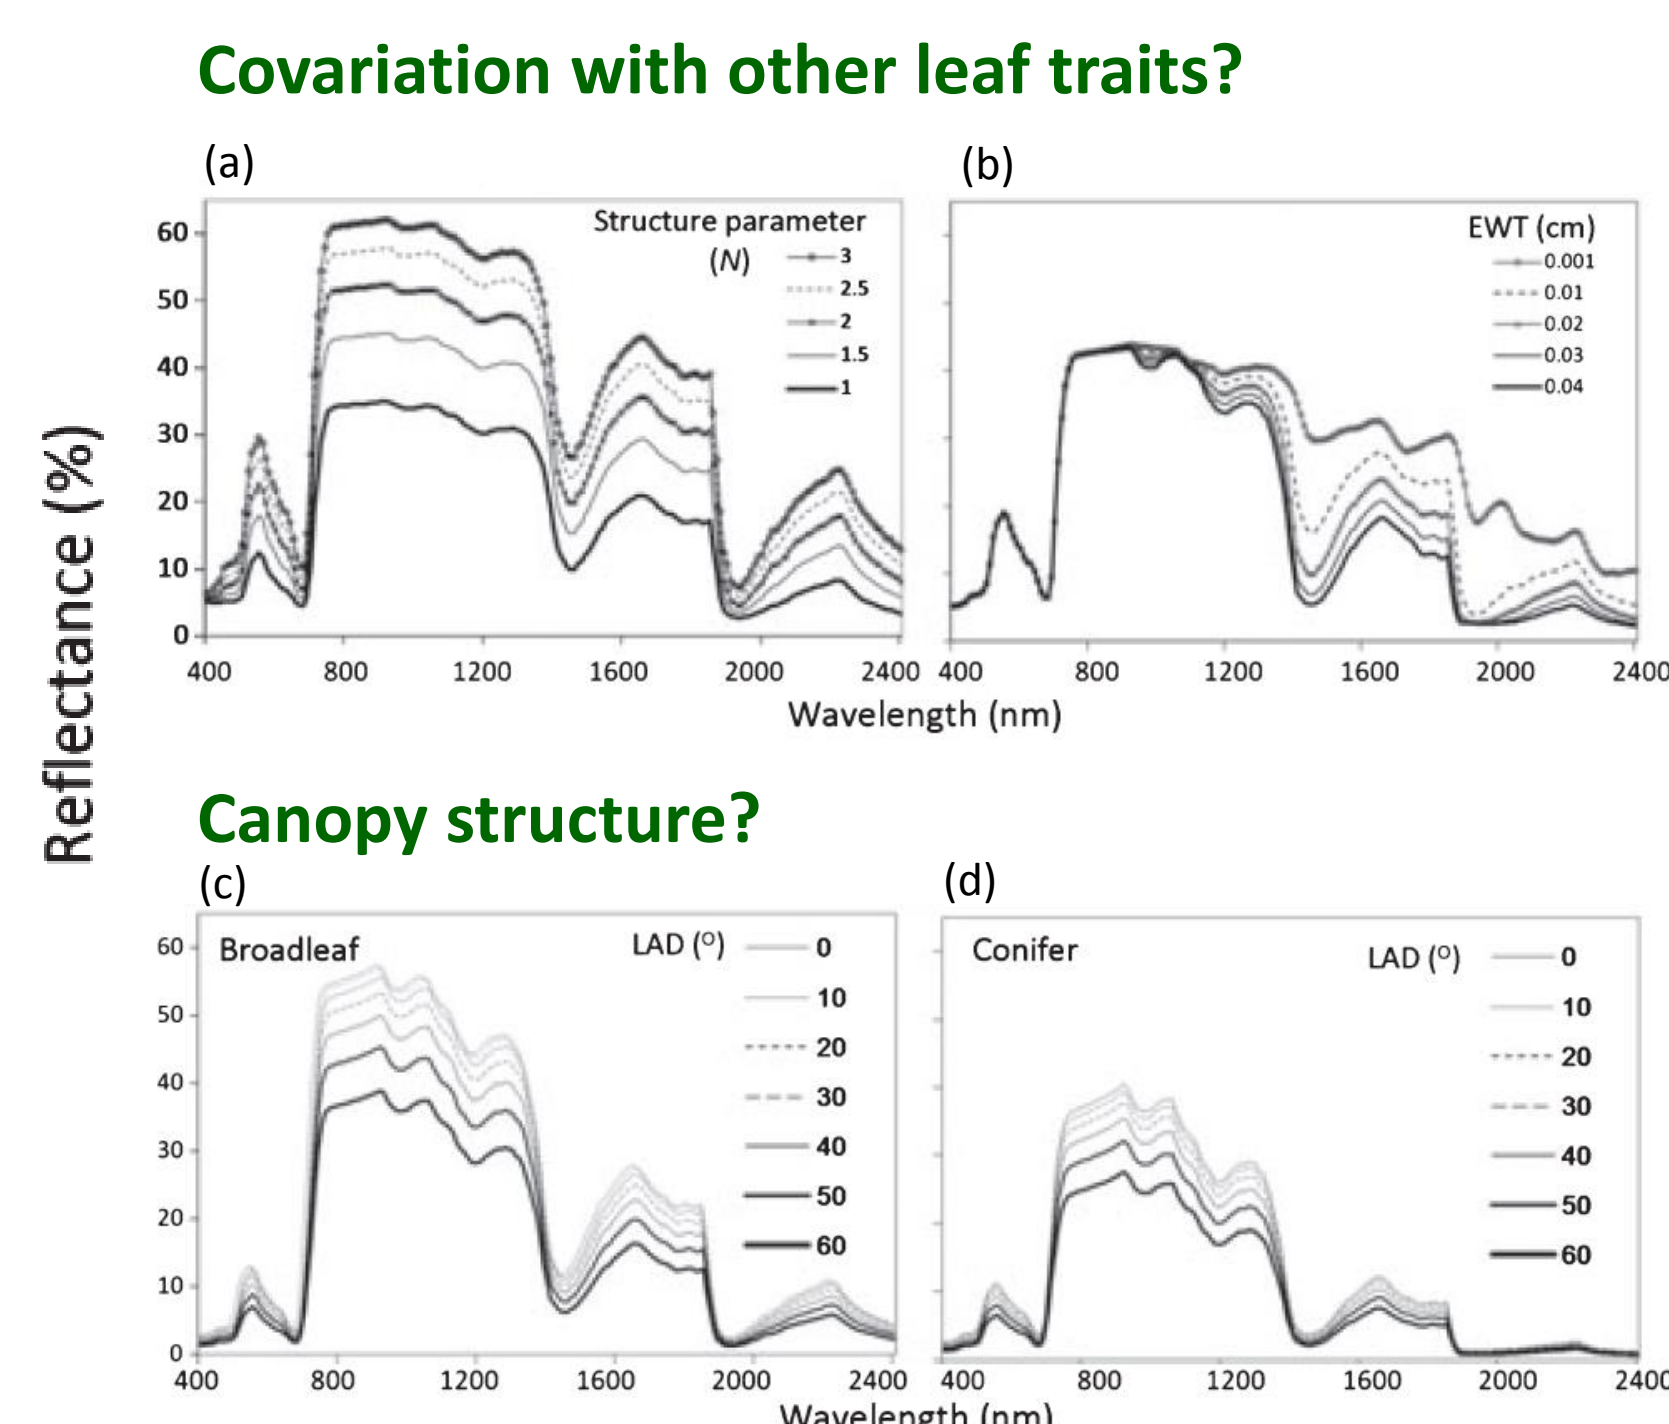 Covariation with other leaf traits?
(a)
(b)
Reflectance (%)
60
50
40
30
20
10
0
Structure parameter
(N)
3
2.5
2
1.5
1
400 800 1200 1600 2000 2400
EWT (cm)
0.001
0.01
0.02
0.03
0.04
400 800 1200 1600 2000 2400
Wavelength (nm)
Canopy structure?
(c)
(d)
60
50
40
30
20
10
0
Broadleaf
LAD (°)
0
10
20
30
40
50
60
400 800 1200 1600 2000 2400
Conifer
LAD (°)
0
10
20
30
40
50
60
400 800 1200 1600 2000 2400
Wavelength (nm)